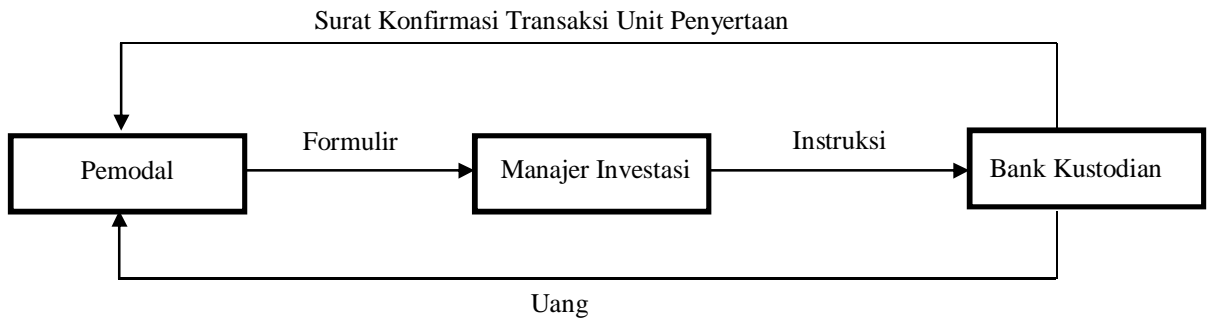 Surat Konfirmasi Transaksi Unit Penyertaan
Formulir
Instruksi
Pemodal
Manajer Investasi
Bank Kustodian
Uang